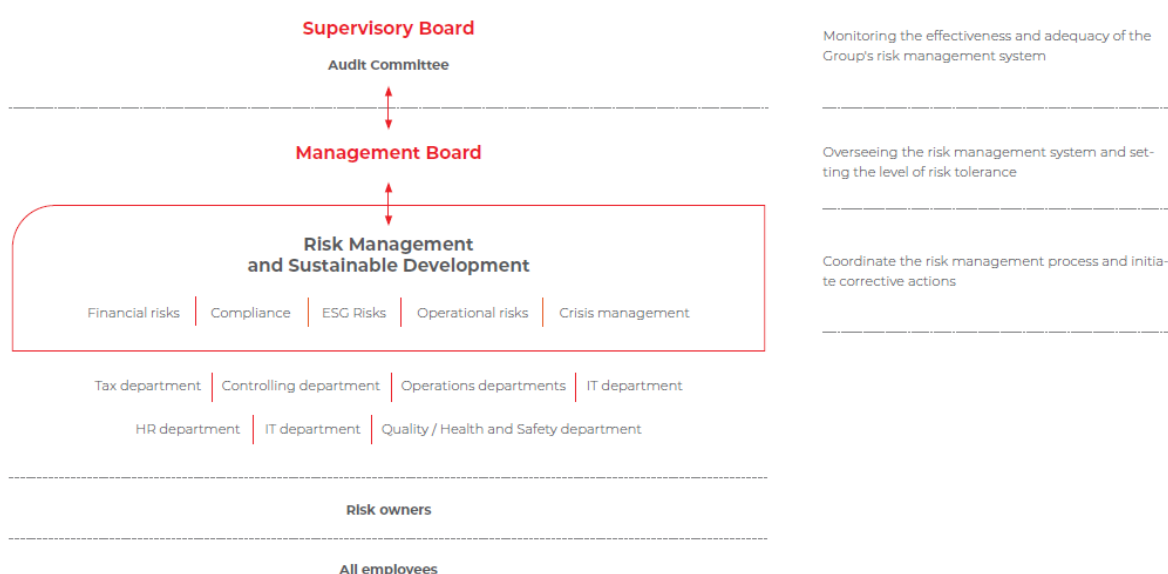 Supervisory Board
Audit Committee
Monitoring the effectiveness and adequacy of the
Group's risk management system
Management Board
Overseeing the risk management system and set-
ting the level of risk tolerance
Risk Management
and Sustainable Development
Coordinate the risk management process and initia-
te corrective actions
Financial risks
Compliance
ESG Risks
Operational risks
Crisis management
Tax department
Controlling department
Operations departments
IT department
HR department
IT department
Quality / Health and Safety department
Risk owners
All employees